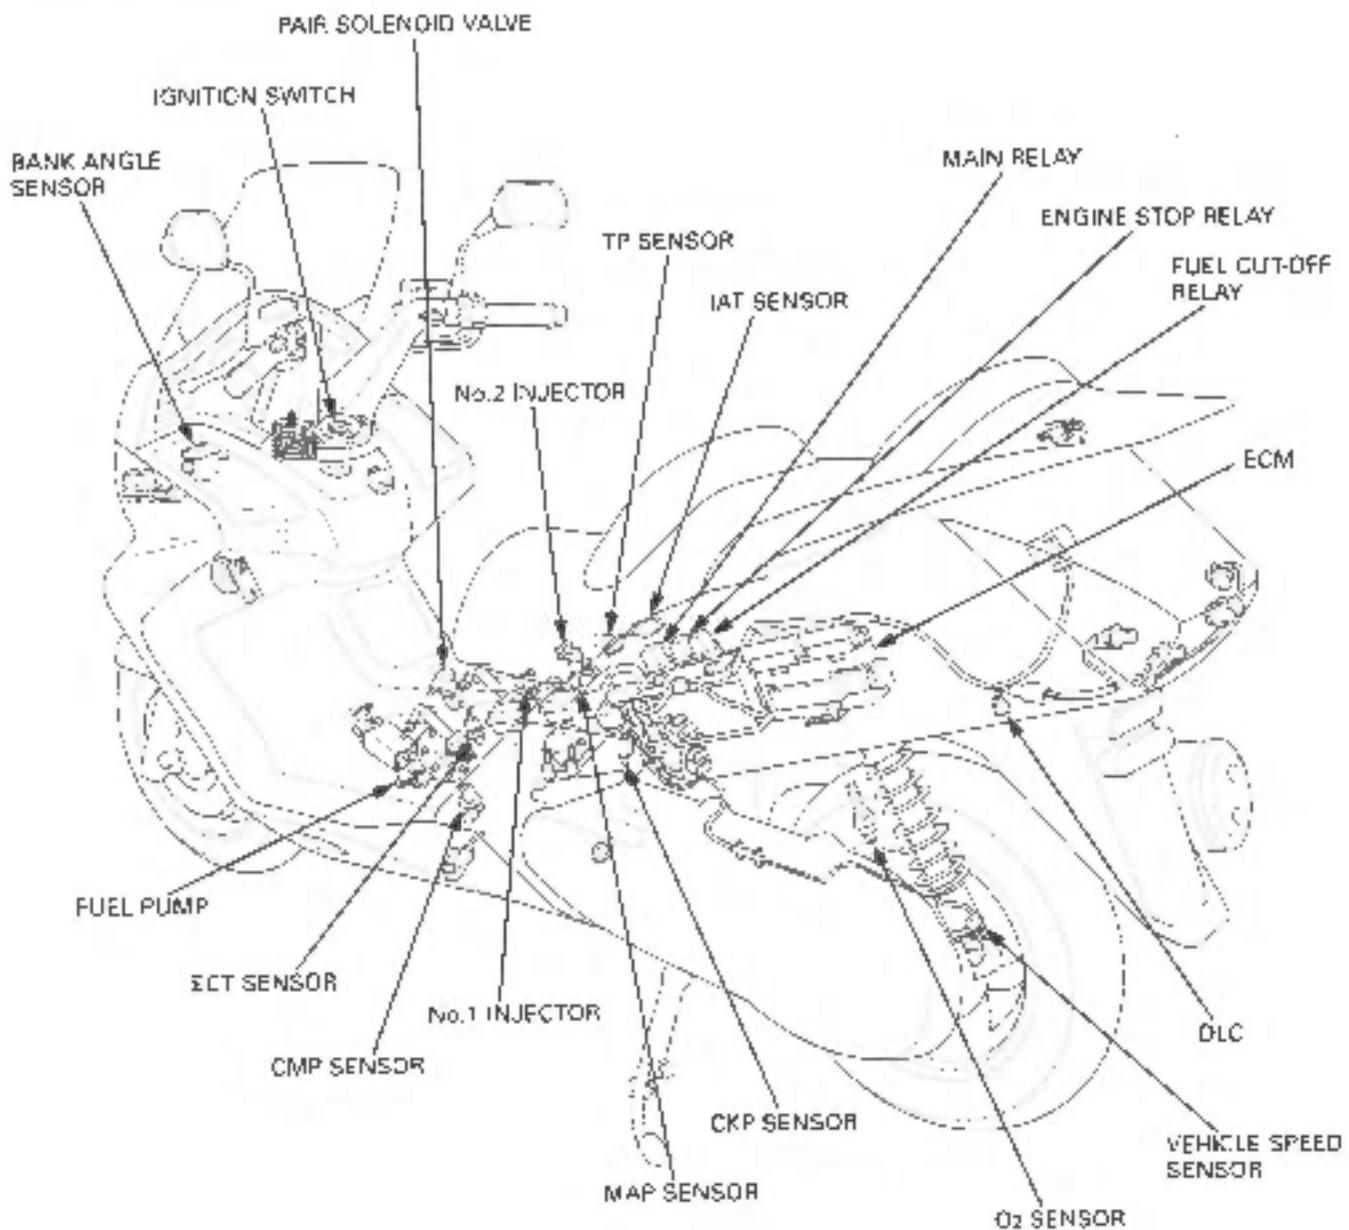 PAIR SOLENOID VALVE
IGNITION SWITCH
BANK ANGLE
SENSOR
MAIN RELAY
ENGINE STOP RELAY
TP SENSOR
FUEL CUT-OFF
RELAY
IAT SENSOR
No.2 INJECTOR
ECM
FUEL PUMP
ECT SENSOR
No.1 INJECTOR
CMP SENSOR
DLC
CKP SENSOR
VEHICLE SPEED
SENSOR
MAP SENSOR
O2 SENSOR